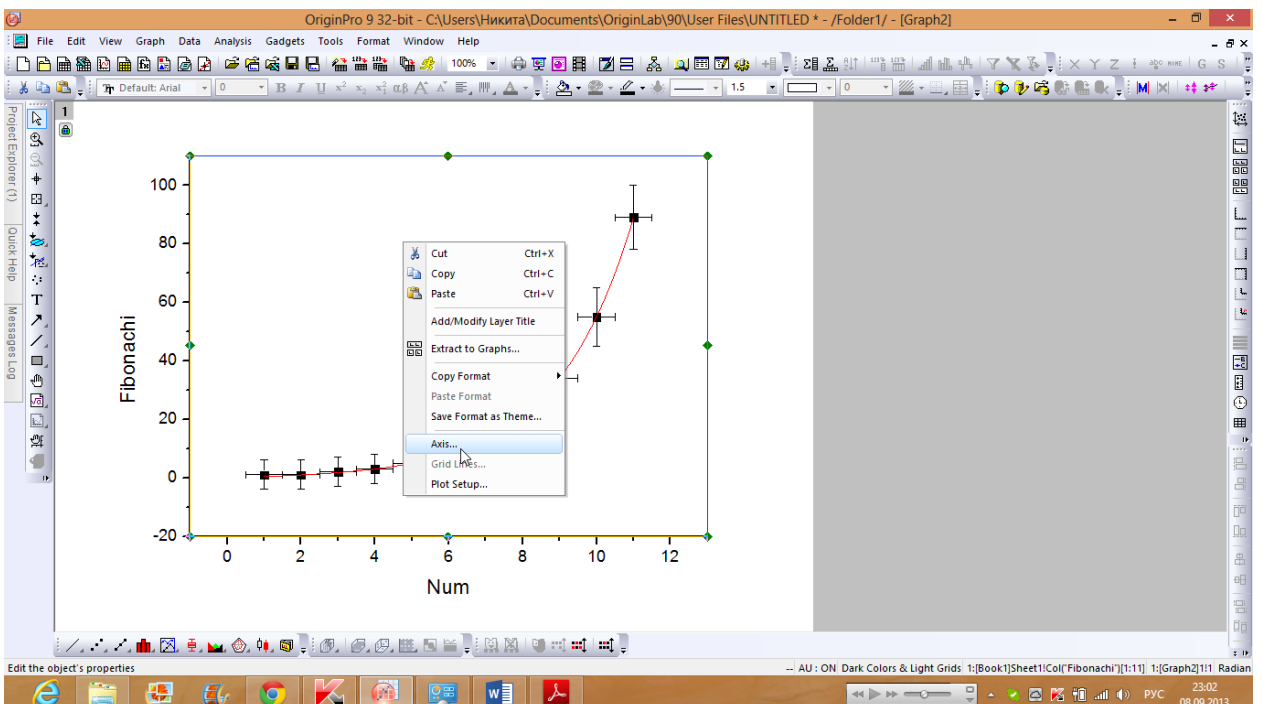 OriginPro 9 32-bit - C:\Users\Никита\Documents\OriginLab\90\User Files\UNTITLED * - /Folder1/ - [Graph2]
File Edit View Graph Data Analysis Gadgets Tools Format Window Help
100%
Default: Arial 0 B I U 1.5 0
Project Explorer (1)
Quick Help
Messages Log
1
100
80
60
40
20
0
-20
Fibonachi
0 2 4 6 8 10 12
Num
Cut Ctrl+X
Copy Ctrl+C
Paste Ctrl+V
Add/Modify Layer Title
Extract to Graphs...
Copy Format
Paste Format
Save Format as Theme...
Axis...
Grid Lines...
Plot Setup...
Edit the object's properties
-- AU : ON Dark Colors & Light Grids 1:[Book1]Sheet1!Col("Fibonachi")[1:11] 1:[Graph2]1!1 Radian
РУС
23:02
08.09.2013